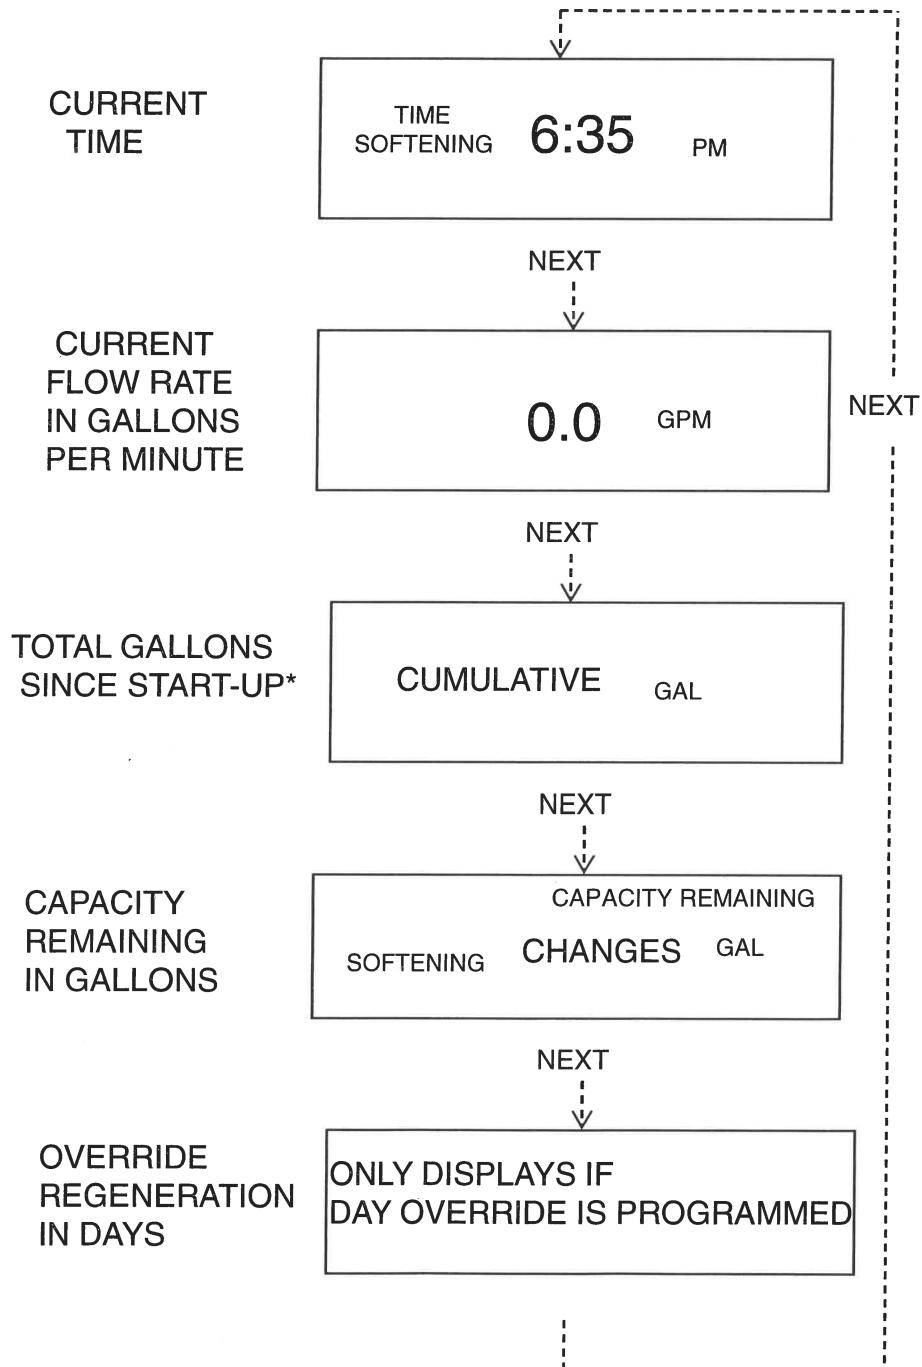 CURRENT
TIME
TIME
SOFTENING
6:35
PM
NEXT
CURRENT
FLOW RATE
IN GALLONS
PER MINUTE
0.0
GPM
NEXT
NEXT
TOTAL GALLONS
SINCE START-UP*
CUMULATIVE
GAL
NEXT
CAPACITY
REMAINING
IN GALLONS
CAPACITY REMAINING
SOFTENING
CHANGES
GAL
NEXT
OVERRIDE
REGENERATION
IN DAYS
ONLY DISPLAYS IF
DAY OVERRIDE IS PROGRAMMED